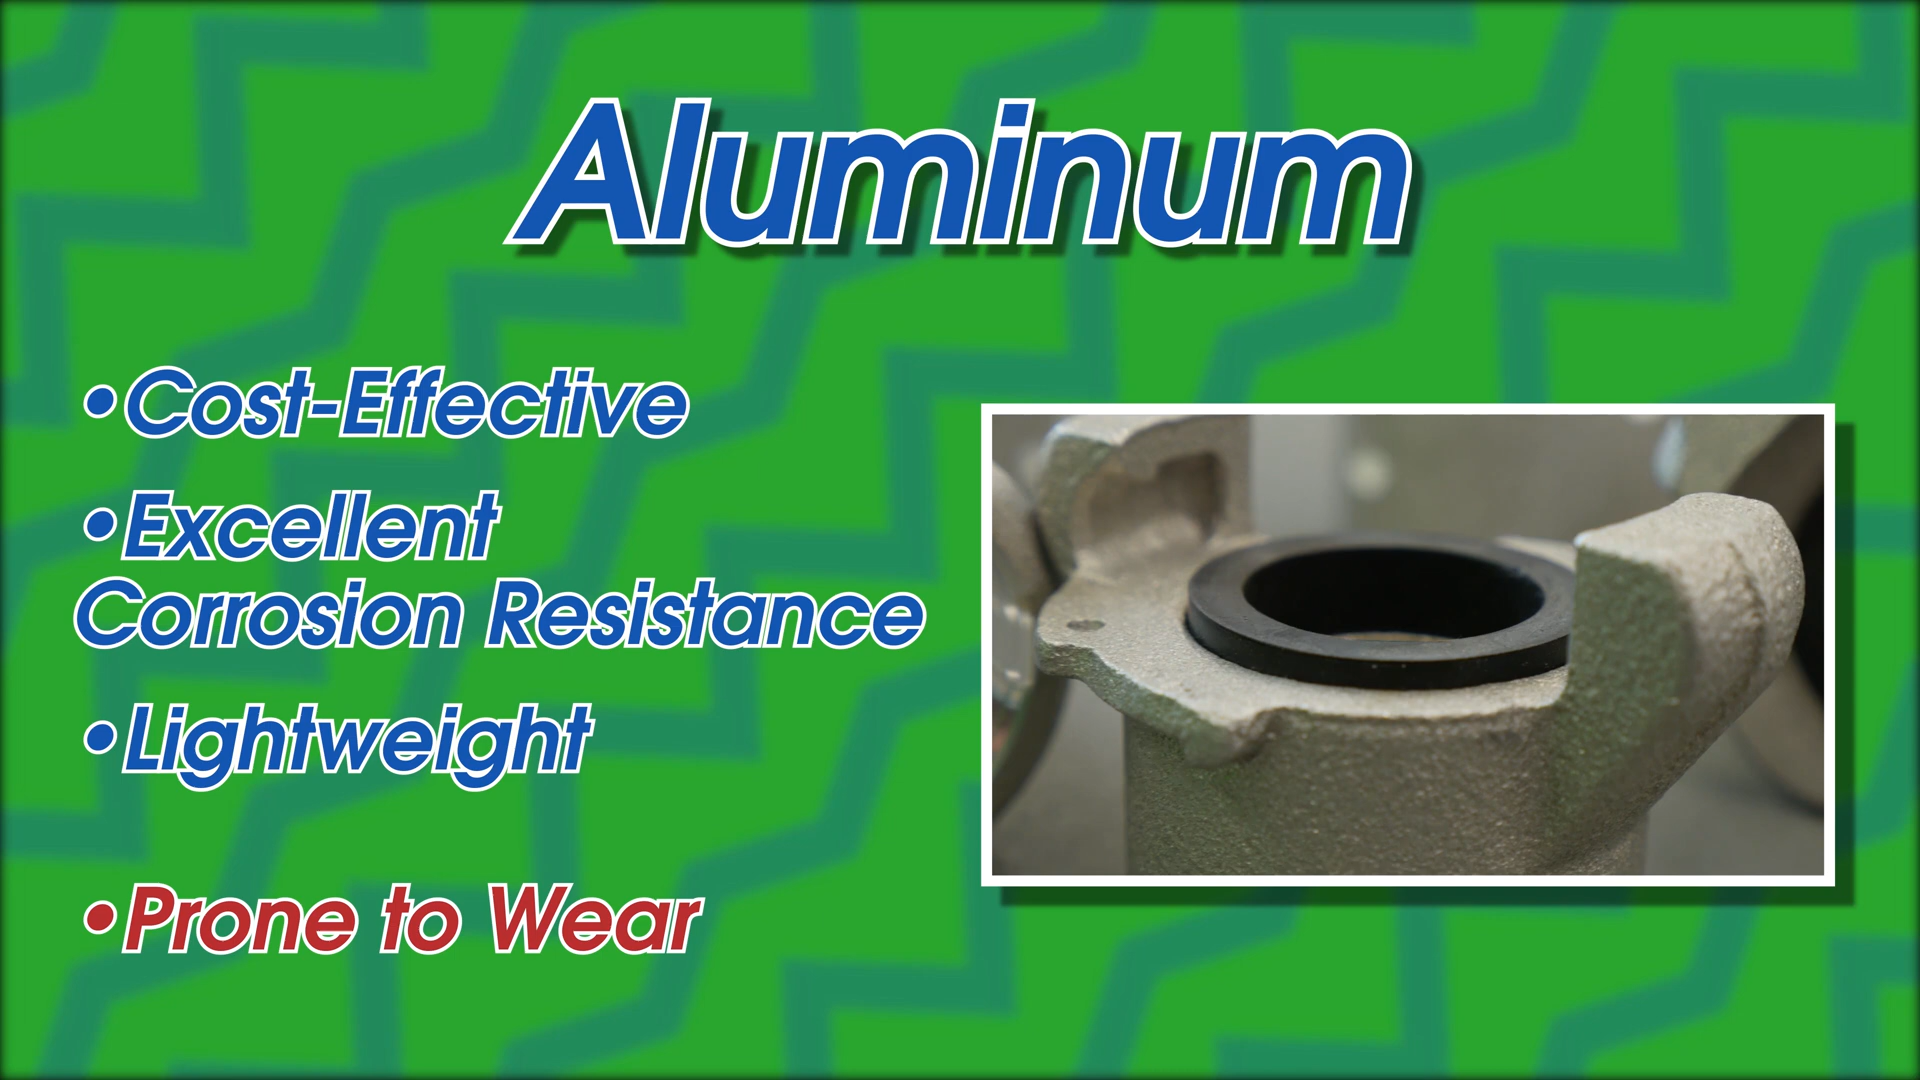 Aluminum
•Cost-Effective
•Excellent
Corrosion Resistance
•Lightweight
•Prone to Wear